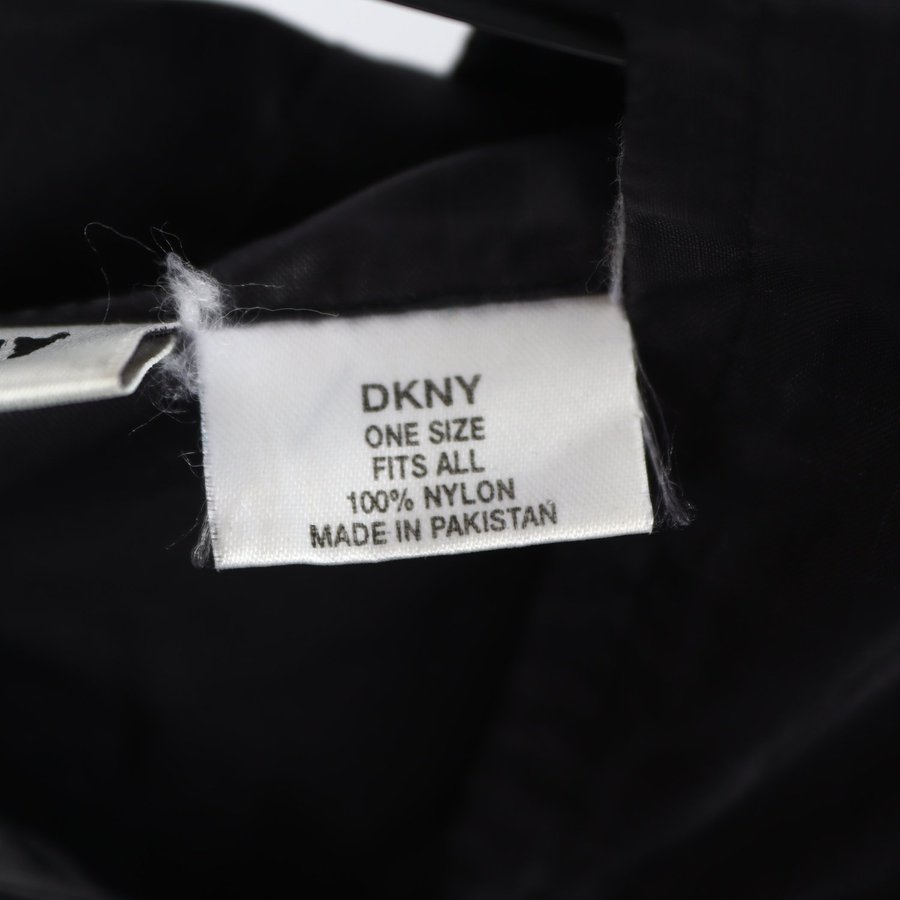 DKNY
ONE SIZE
FITS ALL
100% NYLON
MADE IN PAKISTAN